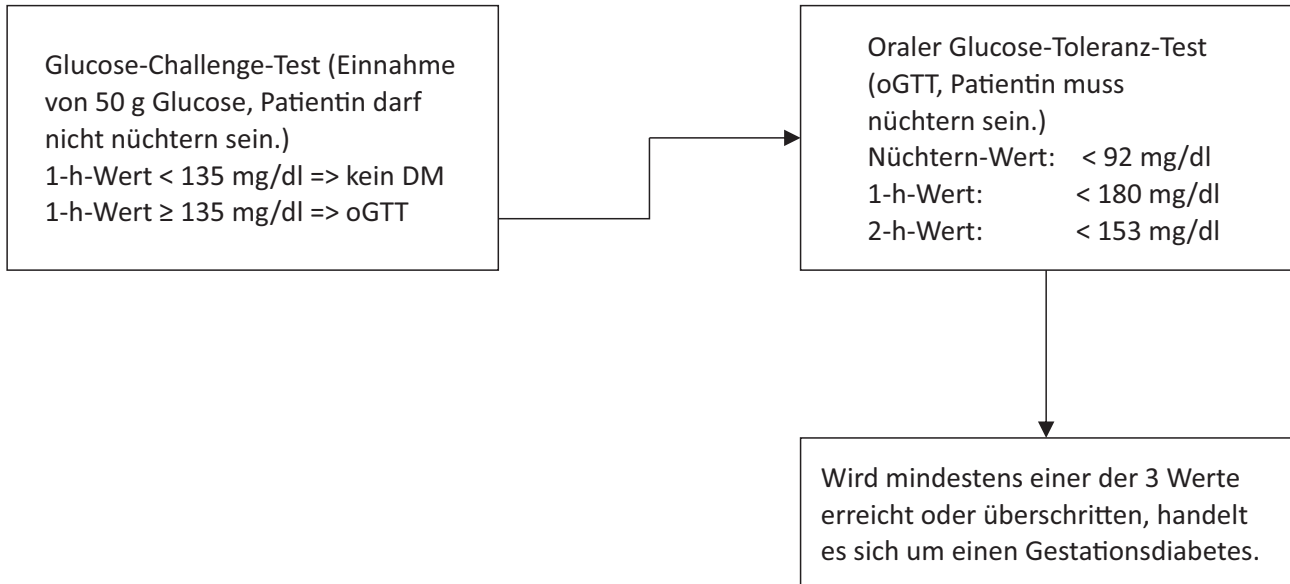 Glucose-Challenge-Test (Einnahme
von 50 g Glucose, Patientin darf
nicht nüchtern sein.)
1-h-Wert < 135 mg/dl => kein DM
1-h-Wert ≥ 135 mg/dl => oGTT
Oraler Glucose-Toleranz-Test
(oGTT, Patientin muss
nüchtern sein.)
Nüchtern-Wert: < 92 mg/dl
1-h-Wert: < 180 mg/dl
2-h-Wert: < 153 mg/dl
Wird mindestens einer der 3 Werte
erreicht oder überschritten, handelt
es sich um einen Gestationsdiabetes.